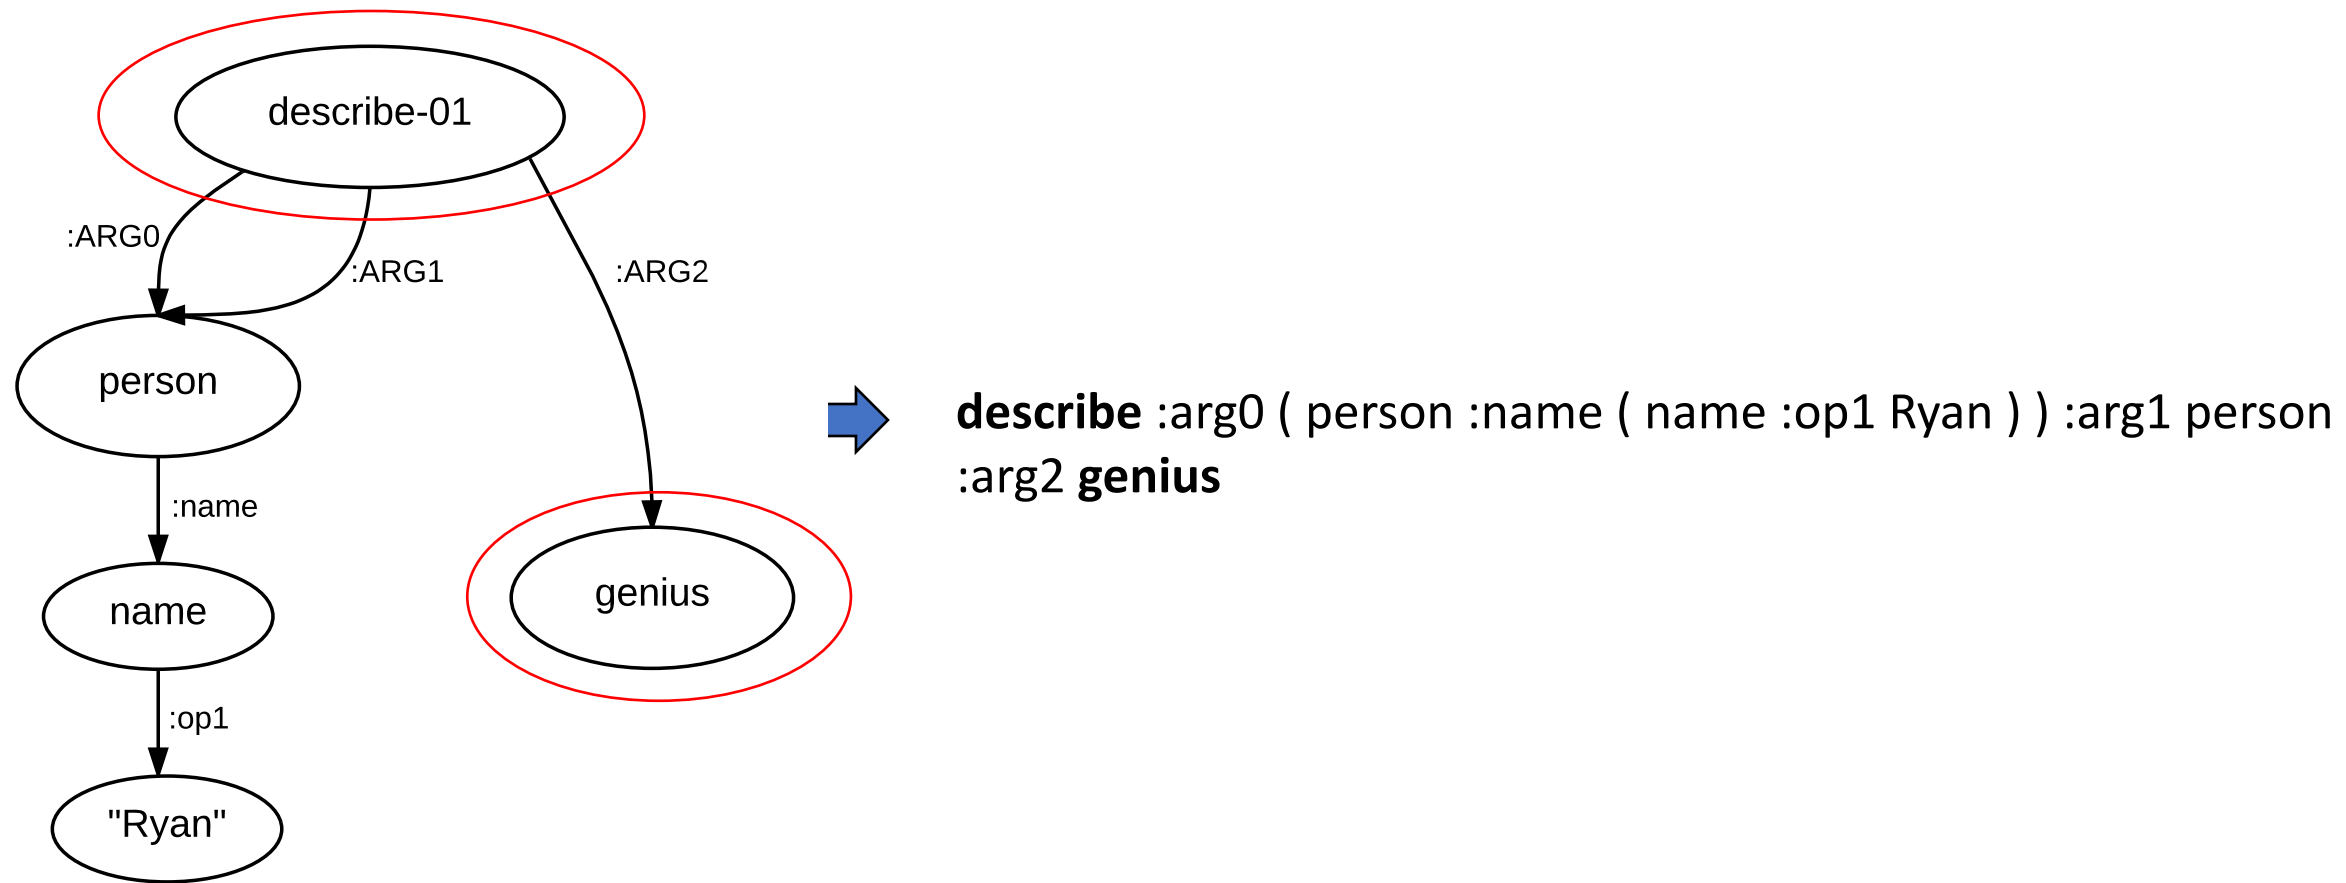 describe-01
:ARG0
:ARG1
:ARG2
person
:name
name
genius
:op1
"Ryan"
describe :arg0 ( person :name ( name :op1 Ryan ) ) :arg1 person
:arg2 genius